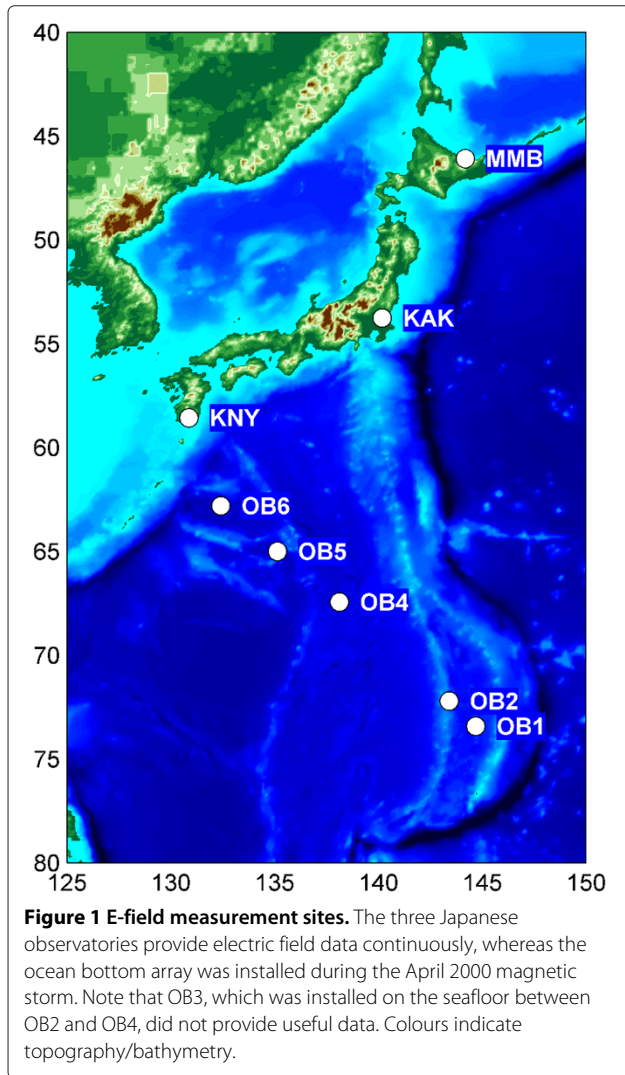 40
45
MMB
50
KAK
55
KNY
60
OB6
65
OB5
OB4
70
OB2
OB1
75
80
125 130 135 140 145 150
Figure 1 E-field measurement sites. The three Japanese
observatories provide electric field data continuously, whereas the
ocean bottom array was installed during the April 2000 magnetic
storm. Note that OB3, which was installed on the seafloor between
OB2 and OB4, did not provide useful data. Colours indicate
topography/bathymetry.